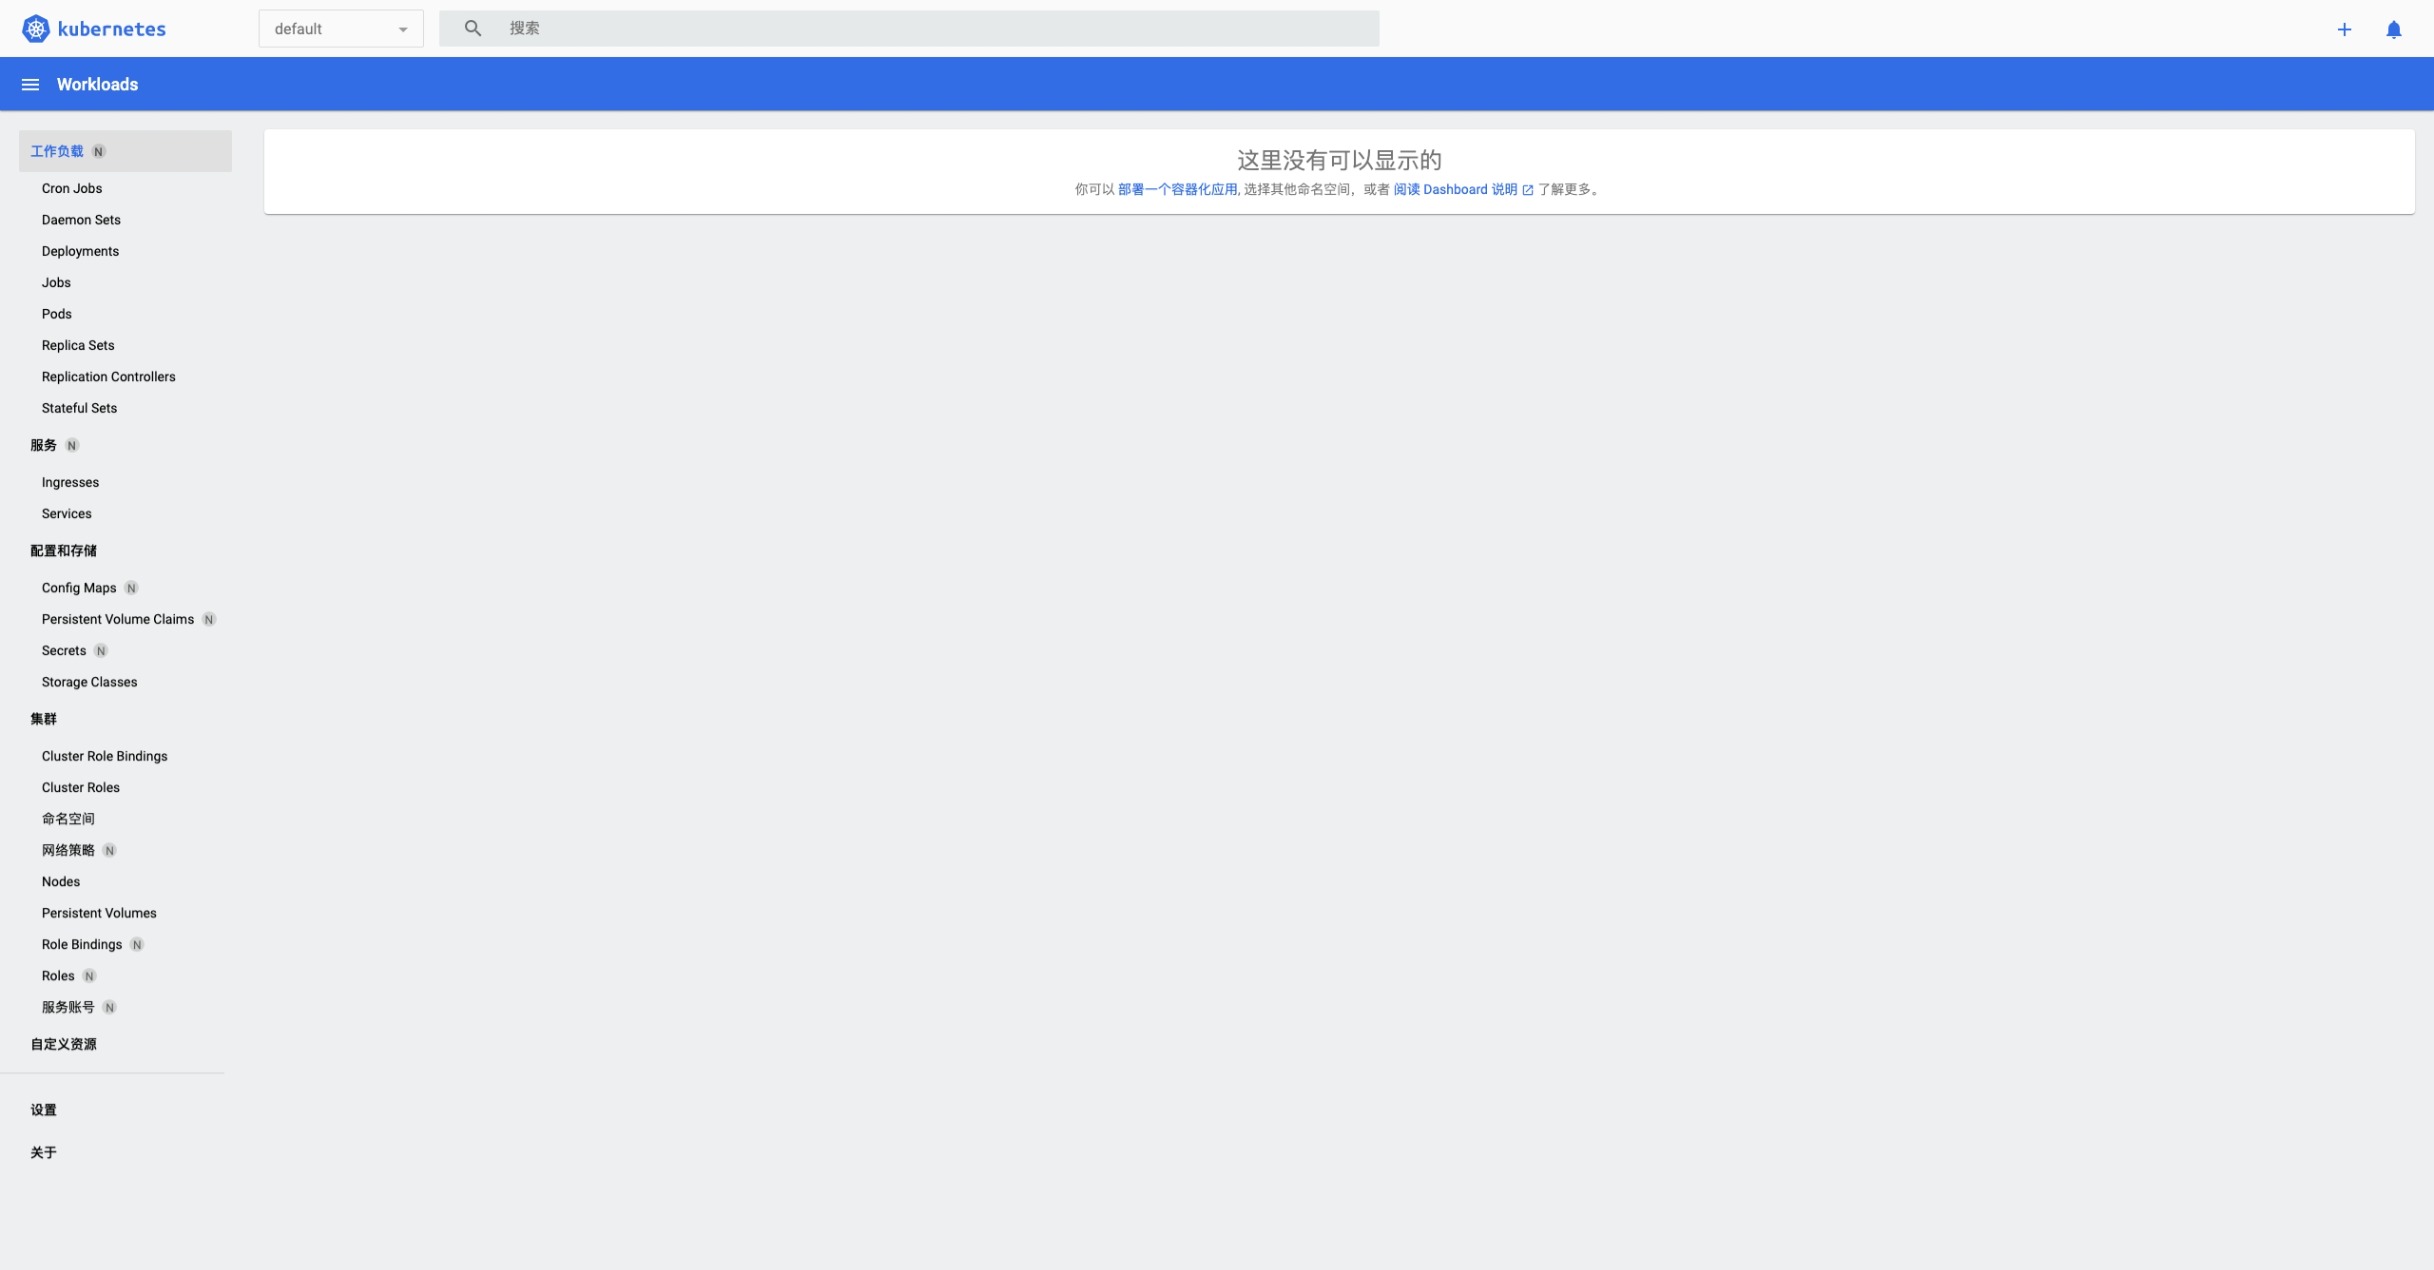 kubernetes
default
搜索
Workloads
工作负载 N
Cron Jobs
Daemon Sets
Deployments
Jobs
Pods
Replica Sets
Replication Controllers
Stateful Sets
服务 N
Ingresses
Services
配置和存储
Config Maps N
Persistent Volume Claims N
Secrets N
Storage Classes
集群
Cluster Role Bindings
Cluster Roles
命名空间
网络策略 N
Nodes
Persistent Volumes
Role Bindings N
Roles N
服务账号 N
自定义资源
设置
关于
这里没有可以显示的
你可以 部署一个容器化应用, 选择其他命名空间，或者 阅读 Dashboard 说明 了解更多。